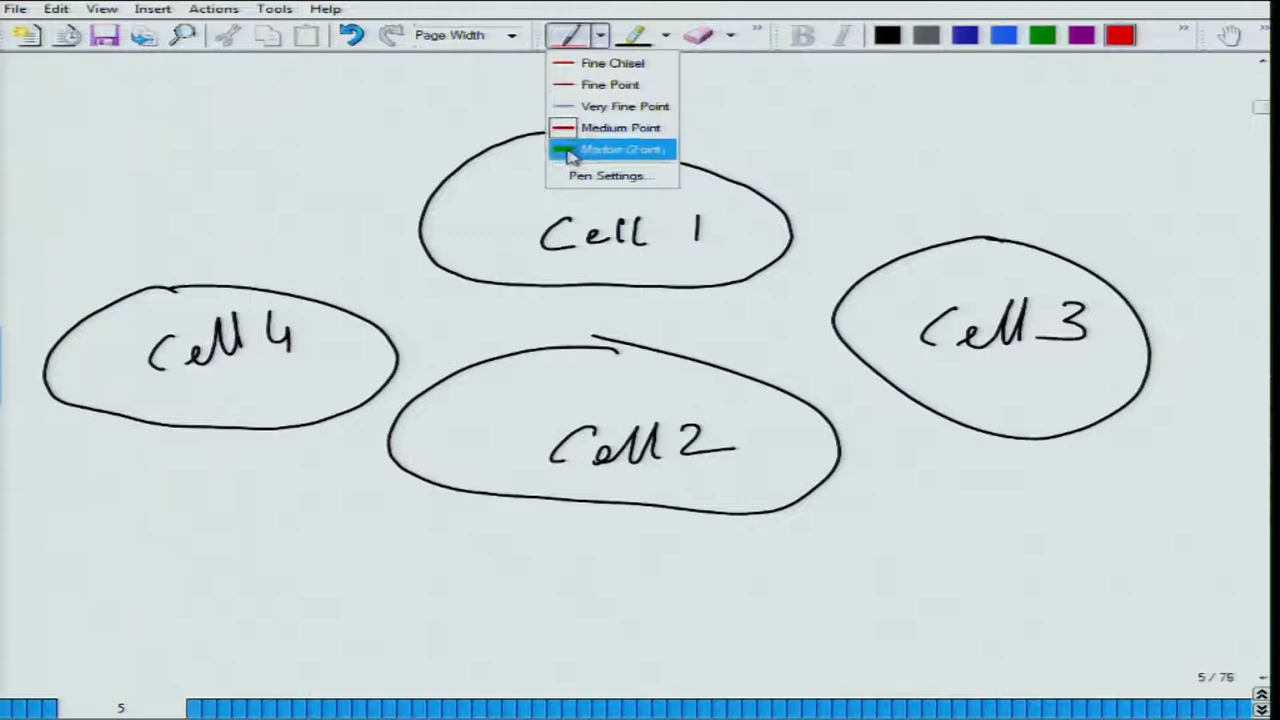 File Edit View Insert Actions Tools Help
Page Width B I
Fine Chisel
Fine Point
Very Fine Point
Medium Point
Pen Settings...
Cell 1
Cell 3
Cell 4
Cell 2
5 / 76
5